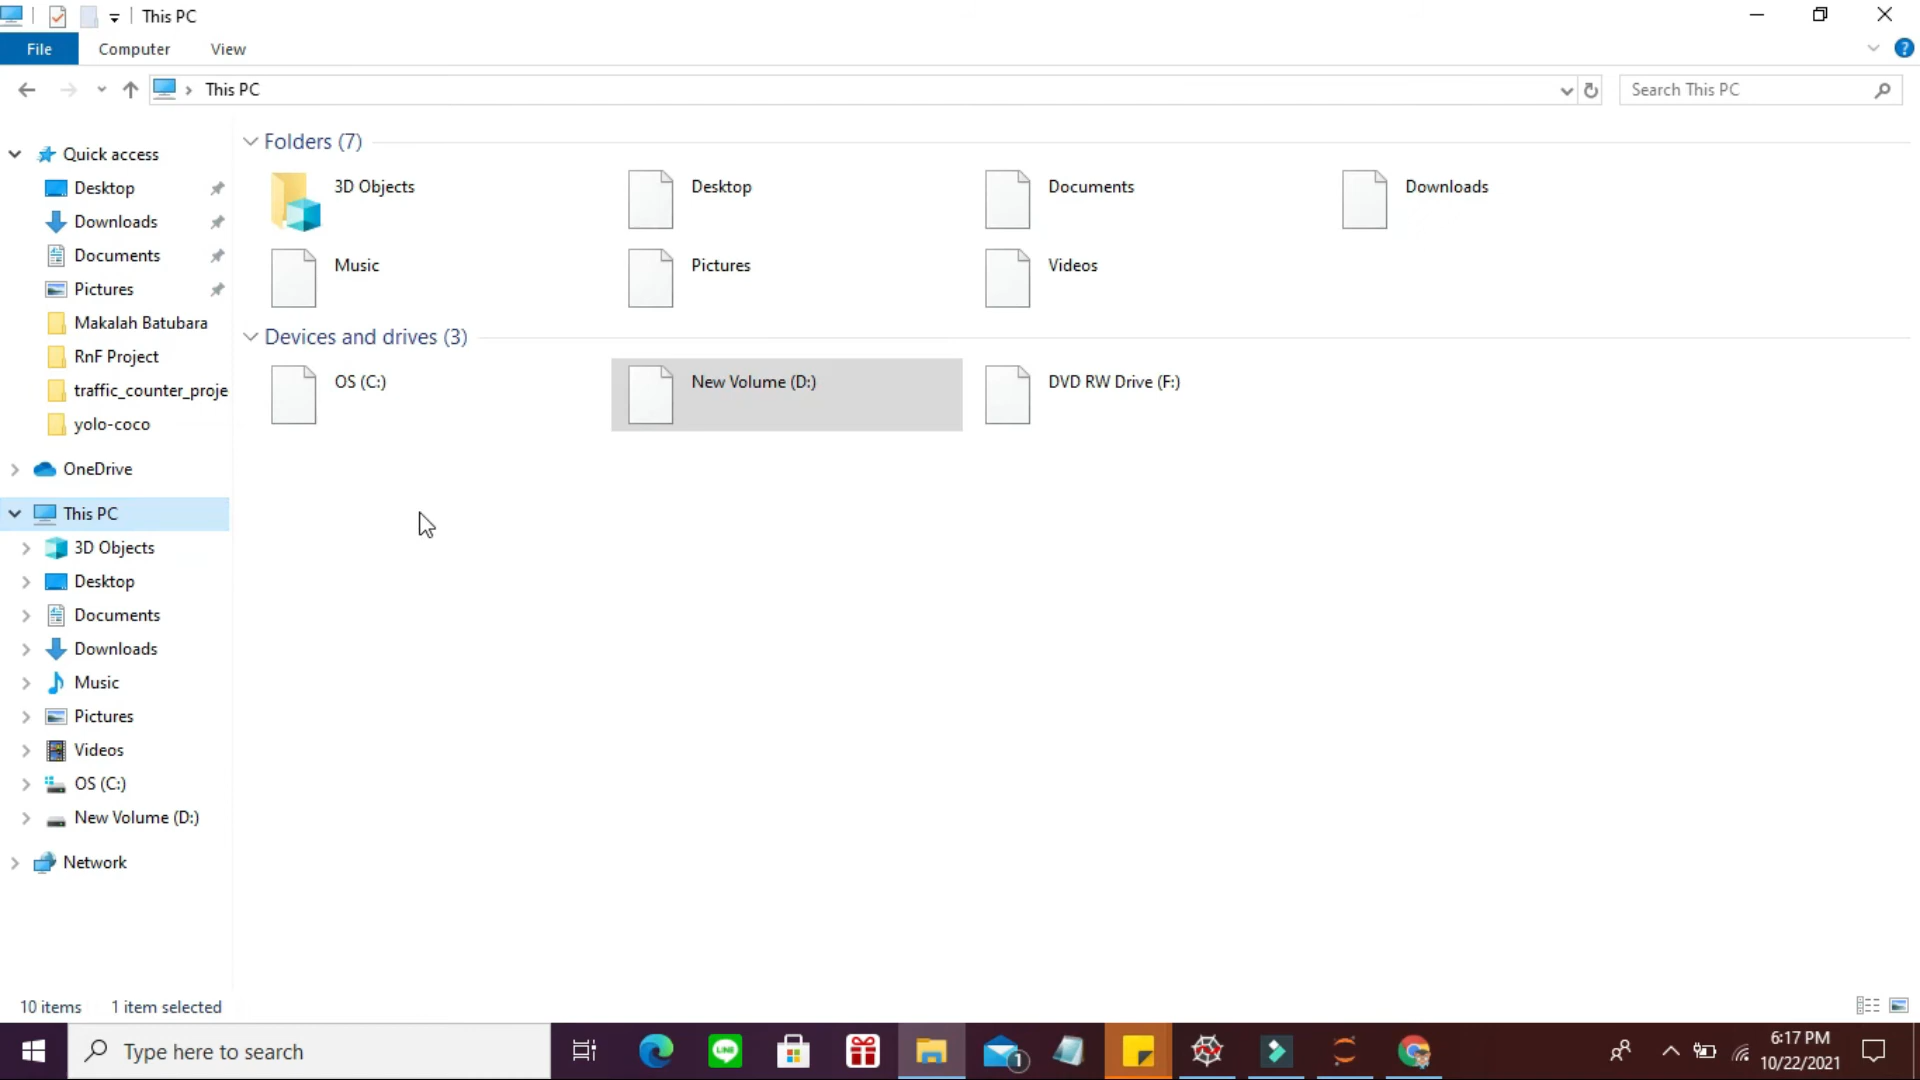 This PC
File Computer View
This PC
Search This PC
Quick access
Desktop
Downloads
Documents
Pictures
Makalah Batubara
RnF Project
traffic_counter_proje
yolo-coco
OneDrive
This PC
3D Objects
Desktop
Documents
Downloads
Music
Pictures
Videos
OS (C:)
New Volume (D:)
Network
Folders (7)
3D Objects Desktop Documents Downloads
Music Pictures Videos
Devices and drives (3)
OS (C:) New Volume (D:) DVD RW Drive (F:)
10 items 1 item selected
Type here to search
LINE
1
6:17 PM
10/22/2021